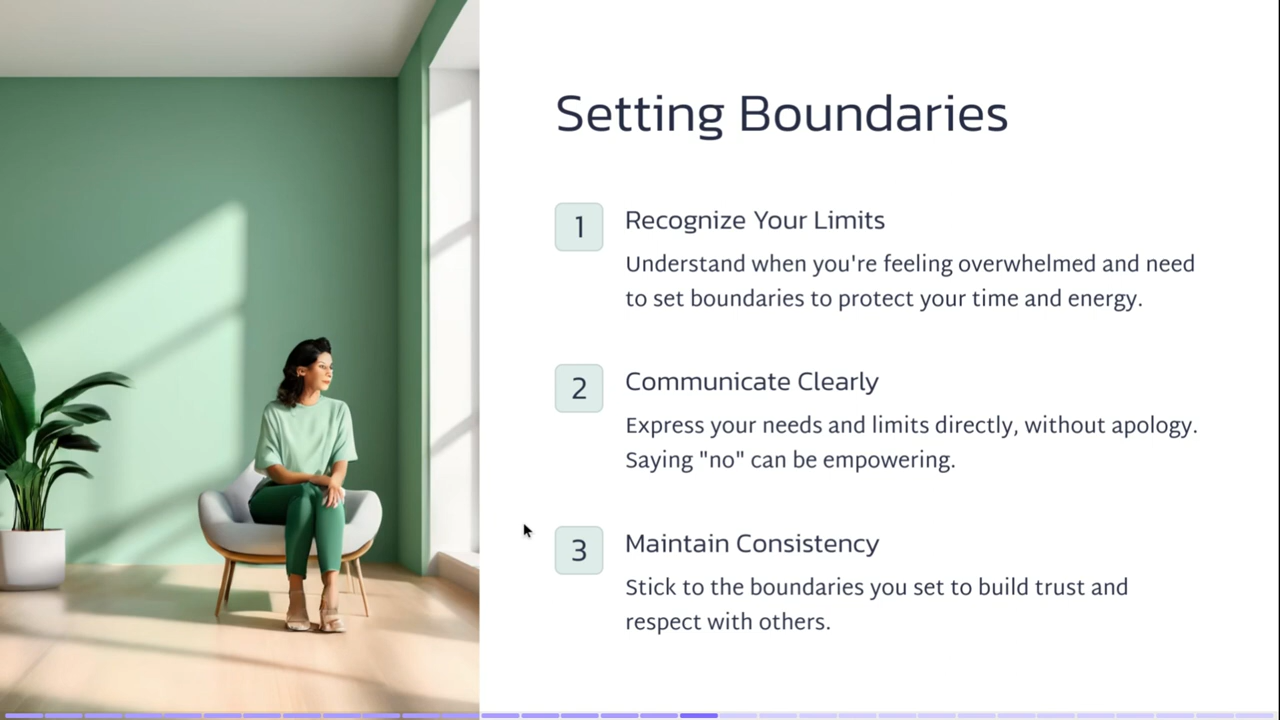 Setting Boundaries
1
Recognize Your Limits
Understand when you're feeling overwhelmed and need
to set boundaries to protect your time and energy.
2
Communicate Clearly
Express your needs and limits directly, without apology.
Saying "no" can be empowering.
3
Maintain Consistency
Stick to the boundaries you set to build trust and
respect with others.